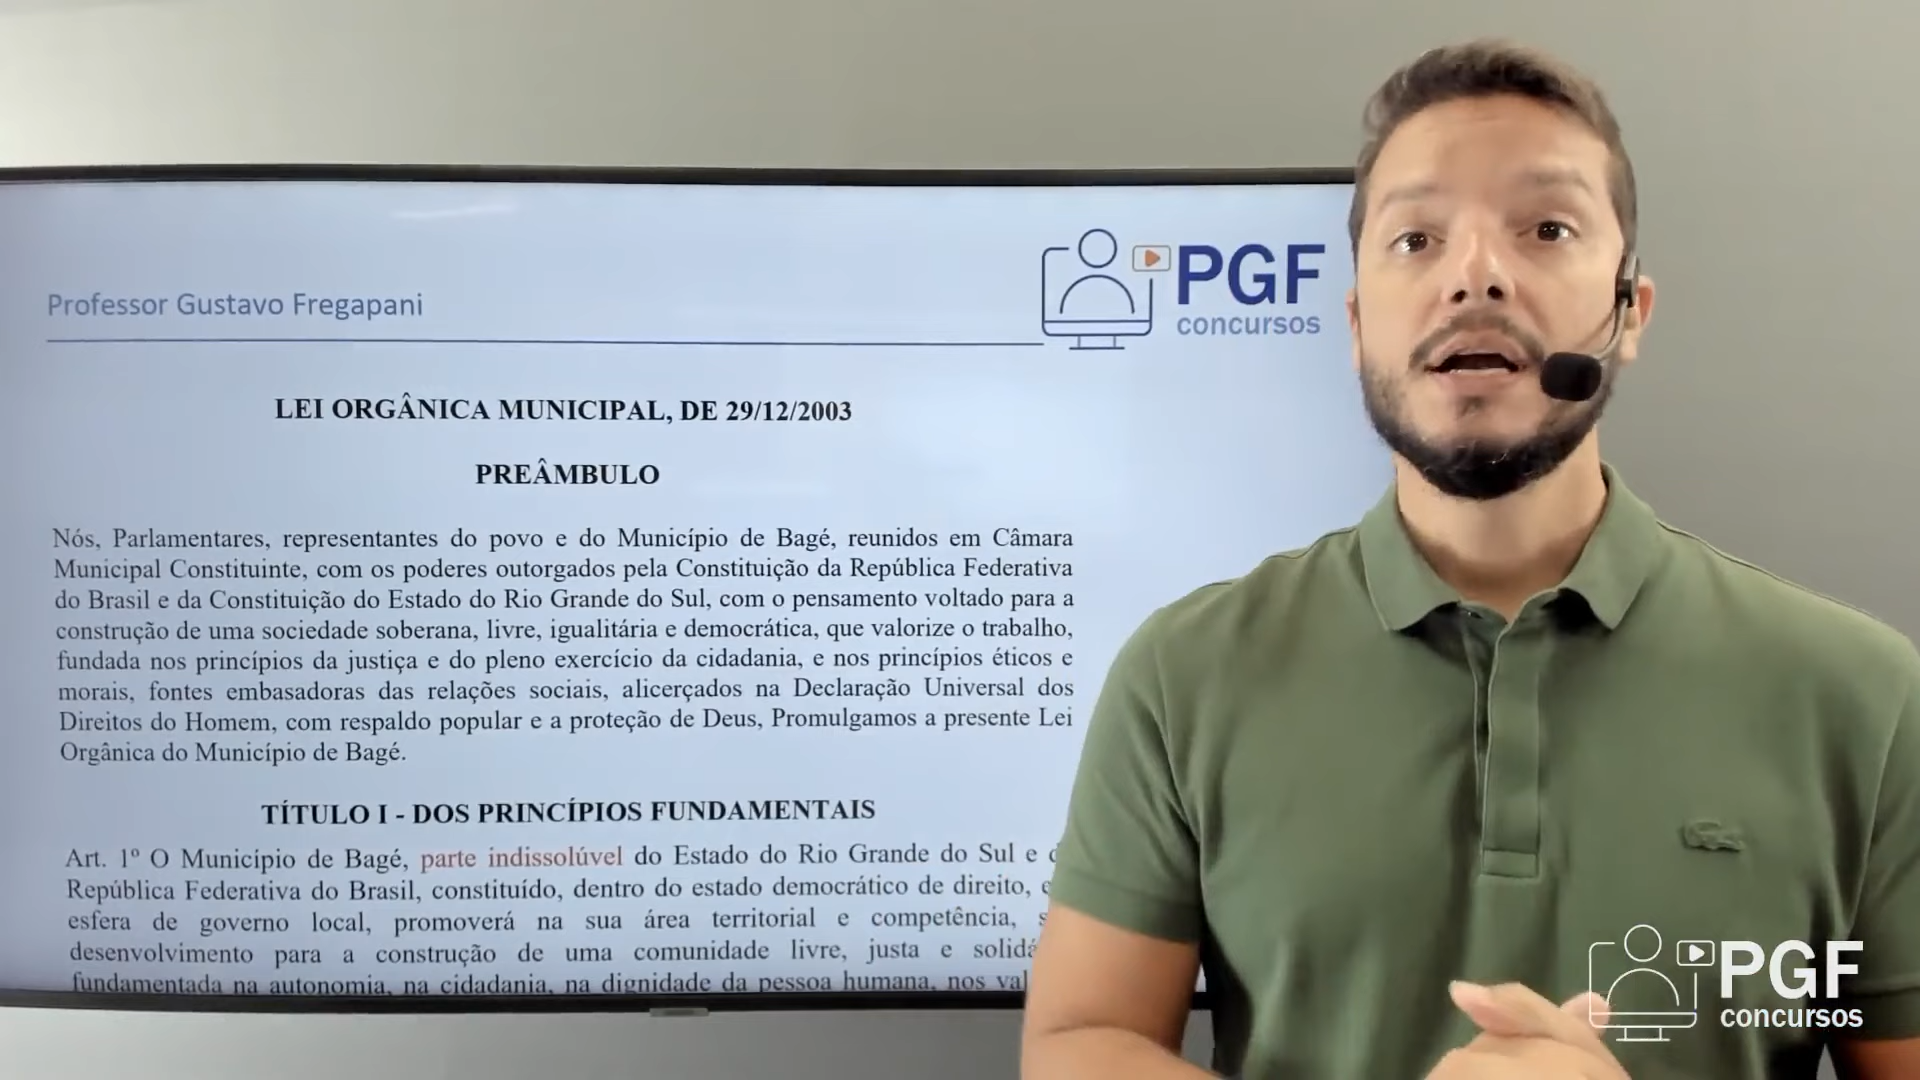 Professor Gustavo Fregapani
PGF
concursos
LEI ORGÂNICA MUNICIPAL, DE 29/12/2003
PREÂMBULO
Nós, Parlamentares, representantes do povo e do Município de Bagé, reunidos em Câmara
Municipal Constituinte, com os poderes outorgados pela Constituição da República Federativa
do Brasil e da Constituição do Estado do Rio Grande do Sul, com o pensamento voltado para a
construção de uma sociedade soberana, livre, igualitária e democrática, que valorize o trabalho,
fundada nos princípios da justiça e do pleno exercício da cidadania, e nos princípios éticos e
morais, fontes embasadoras das relações sociais, alicerçados na Declaração Universal dos
Direitos do Homem, com respaldo popular e a proteção de Deus, Promulgamos a presente Lei
Orgânica do Município de Bagé.
TÍTULO I - DOS PRINCÍPIOS FUNDAMENTAIS
Art. 1º O Município de Bagé, parte indissolúvel do Estado do Rio Grande do Sul e
República Federativa do Brasil, constituído, dentro do estado democrático de direito,
esfera de governo local, promoverá na sua área territorial e competência,
desenvolvimento para a construção de uma comunidade livre, justa e
fundamentada na autonomia, na cidadania, na dignidade da pessoa humana, nos
PGF
concursos